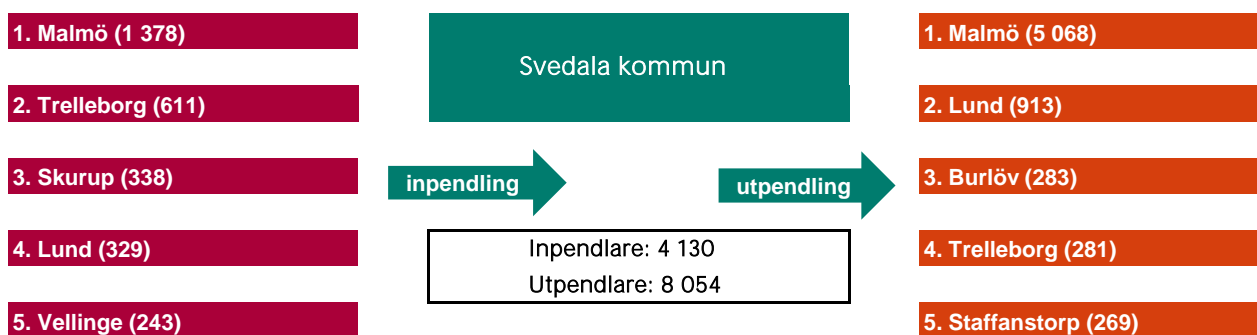 1. Malmö (1 378)
2. Trelleborg (611)
3. Skurup (338)
4. Lund (329)
5. Vellinge (243)
Svedala kommun
inpendling
utpendling
Inpendlare: 4 130
Utpendlare: 8 054
1. Malmö (5 068)
2. Lund (913)
3. Burlöv (283)
4. Trelleborg (281)
5. Staffanstorp (269)